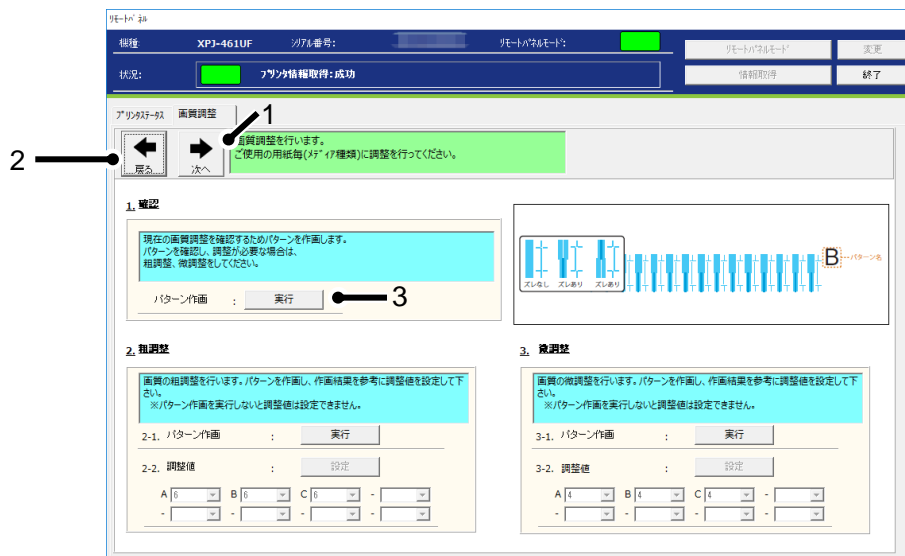 リモートパネル
機種 XPJ-461UF シリアル番号: リモートパネルモード: リモートパネルモード 変更
状況: プリンタ情報取得:成功 情報取得 終了
プリンタステータス 画質調整 1
画質調整を行います。
ご使用の用紙毎(メディア種類)に調整を行ってください。
2 戻る 次へ
1. 確認
現在の画質調整を確認するためパターンを作画します。
パターンを確認し、調整が必要な場合は、
粗調整、微調整をしてください。
パターン作画 : 実行 3
ズレなし ズレあり ズレあり B パターン名
2. 粗調整
画質の粗調整を行います。パターンを作画し、作画結果を参考に調整値を設定して下
さい。
※パターン作画を実行しないと調整値は設定できません。
2-1. パターン作画 : 実行
2-2. 調整値 : 設定
A 6 B 6 C 6 -
- - - -
3. 微調整
画質の微調整を行います。パターンを作画し、作画結果を参考に調整値を設定して下
さい。
※パターン作画を実行しないと調整値は設定できません。
3-1. パターン作画 : 実行
3-2. 調整値 : 設定
A 4 B 4 C 4 -
- - - -